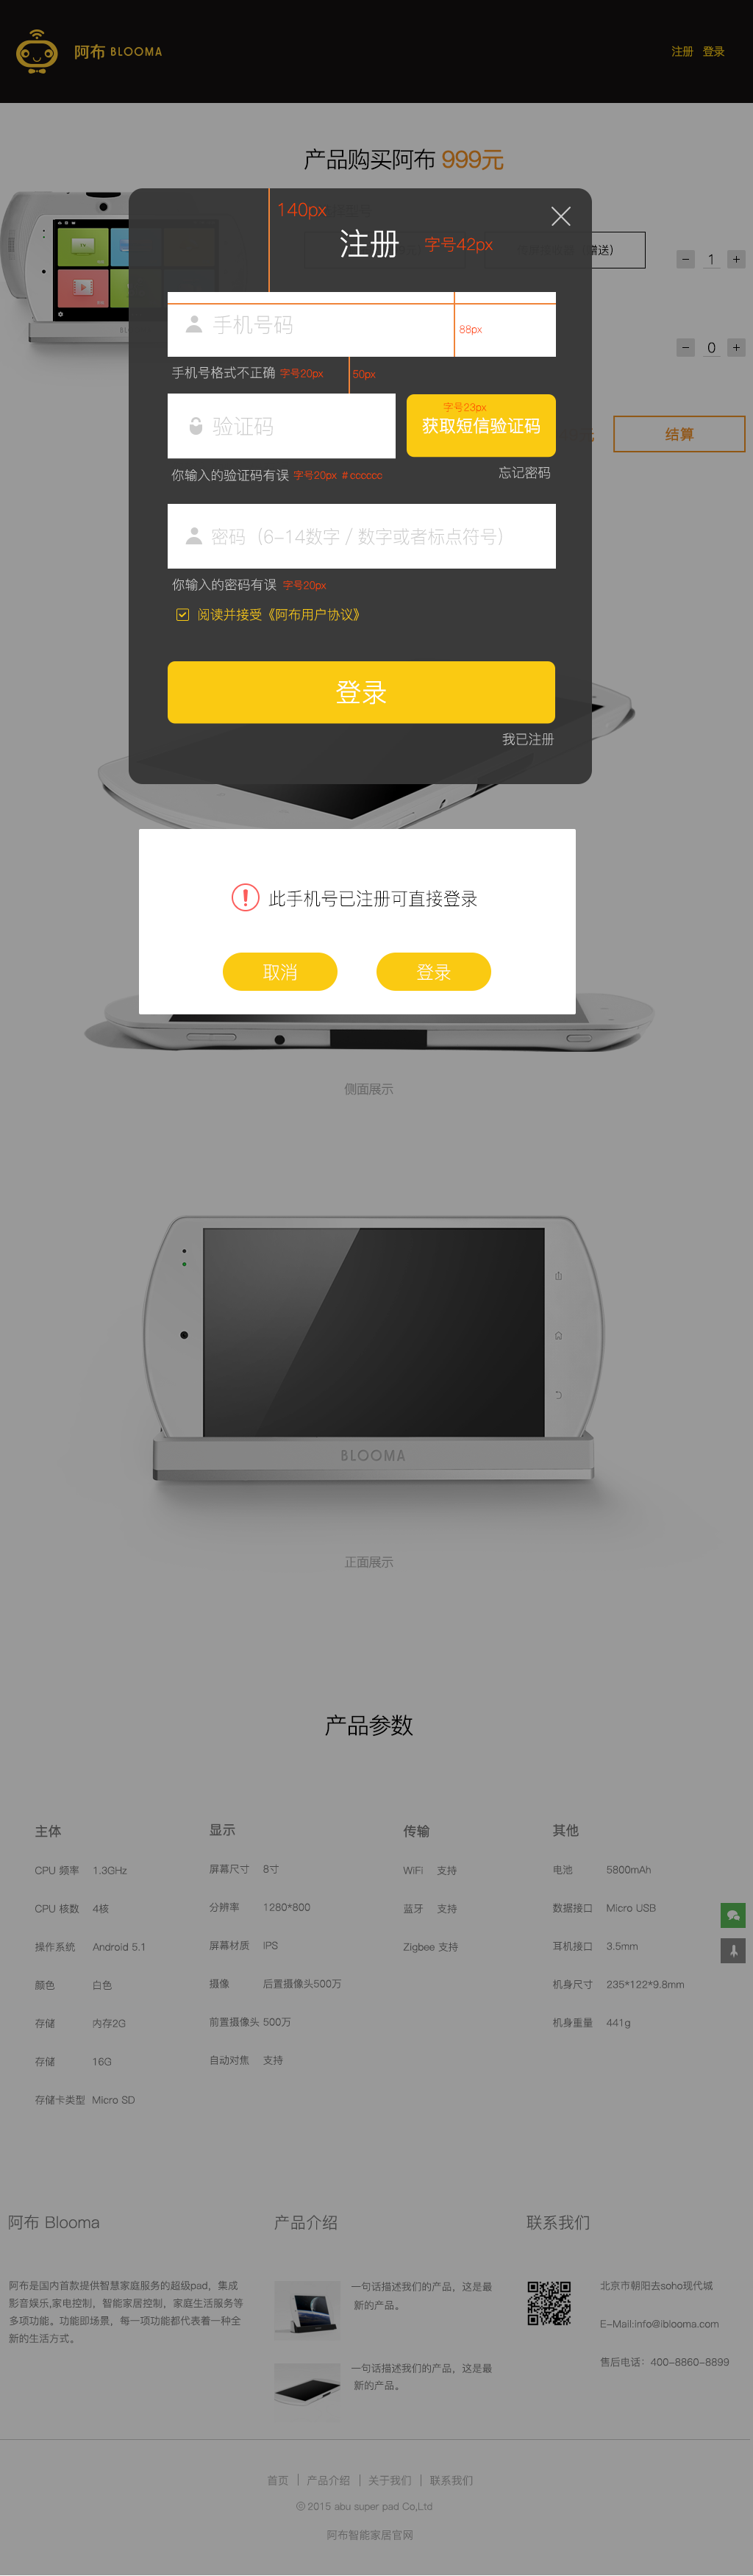 阿布 BLOOMA
注册 登录
产品购买阿布 999元
140px
注册 字号42px
赠送）
1
手机号码
88px
0
手机号格式不正确 字号20px
50px
字号23px
验证码
获取短信验证码
结算
你输入的验证码有误 字号20px #cccccc
忘记密码
密码（6-14数字 / 数字或者标点符号）
你输入的密码有误 字号20px
阅读并接受《阿布用户协议》
登录
我已注册
此手机号已注册可直接登录
取消 登录
侧面展示
BLOOMA
正面展示
产品参数
主体
CPU 频率 1.3GHz
CPU 核数 4核
操作系统 Android 5.1
颜色 白色
存储 内存2G
存储 16G
存储卡类型 Micro SD
显示
屏幕尺寸 8寸
分辨率 1280*800
屏幕材质 IPS
摄像 后置摄像头500万
前置摄像头 500万
自动对焦 支持
传输
WiFi 支持
蓝牙 支持
Zigbee 支持
其他
电池 5800mAh
数据接口 Micro USB
耳机接口 3.5mm
机身尺寸 235*122*9.8mm
机身重量 441g
阿布 Blooma
阿布是国内首款提供智慧家庭服务的超级pad，集成
影音娱乐,家电控制，智能家居控制，家庭生活服务等
多项功能。功能即场景，每一项功能都代表着一种全
新的生活方式。
产品介绍
一句话描述我们的产品，这是最
新的产品。
一句话描述我们的产品，这是最
新的产品。
联系我们
北京市朝阳去soho现代城
E-Mail:info@iblooma.com
售后电话：400-8860-8899
首页 | 产品介绍 | 关于我们 | 联系我们
©2015 abu super pad Co,Ltd
阿布智能家居官网